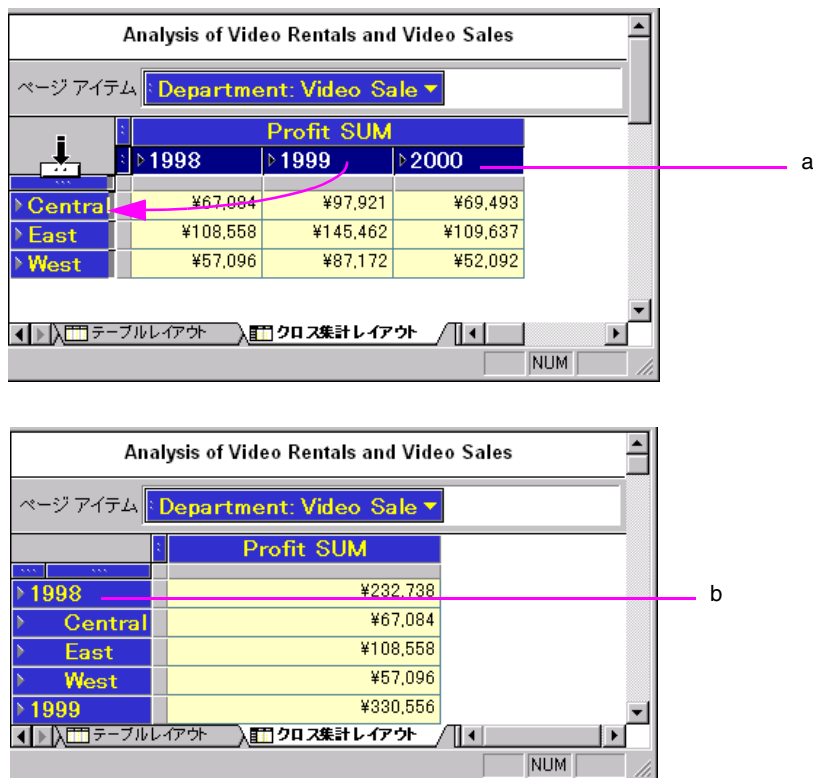 Analysis of Video Rentals and Video Sales
ページ アイテム Department: Video Sale
Profit SUM
1998 1999 2000
a
Central ¥67,084 ¥97,921 ¥69,493
East ¥108,558 ¥145,462 ¥109,637
West ¥57,096 ¥87,172 ¥52,092
テーブルレイアウト クロス集計レイアウト
NUM
Analysis of Video Rentals and Video Sales
ページ アイテム Department: Video Sale
Profit SUM
1998 ¥232,738
b
Central ¥67,084
East ¥108,558
West ¥57,096
1999 ¥330,556
テーブルレイアウト クロス集計レイアウト
NUM